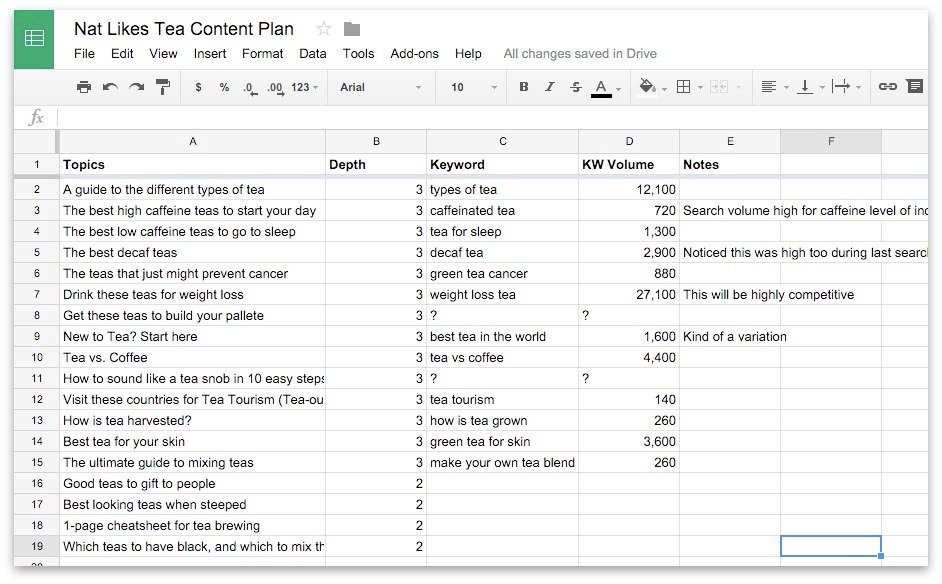 Nat Likes Tea Content Plan
File Edit View Insert Format Data Tools Add-ons Help All changes saved in Drive
$ % .0 .00 123 Arial 10 B I S A
fx
A B C D E F
1 Topics Depth Keyword KW Volume Notes
2 A guide to the different types of tea 3 types of tea 12,100
3 The best high caffeine teas to start your day 3 caffeinated tea 720 Search volume high for caffeine level of
4 The best low caffeine teas to go to sleep 3 tea for sleep 1,300
5 The best decaf teas 3 decaf tea 2,900 Noticed this was high too during last
6 The teas that just might prevent cancer 3 green tea cancer 880
7 Drink these teas for weight loss 3 weight loss tea 27,100 This will be highly competitive
8 Get these teas to build your pallete 3 ? ?
9 New to Tea? Start here 3 best tea in the world 1,600 Kind of a variation
10 Tea vs. Coffee 3 tea vs coffee 4,400
11 How to sound like a tea snob in 10 easy steps 3 ? ?
12 Visit these countries for Tea Tourism (Tea-ou 3 tea tourism 140
13 How is tea harvested? 3 how is tea grown 260
14 Best tea for your skin 3 green tea for skin 3,600
15 The ultimate guide to mixing teas 3 make your own tea blend 260
16 Good teas to gift to people 2
17 Best looking teas when steeped 2
18 1-page cheatsheet for tea brewing 2
19 Which teas to have black, and which to mix 2